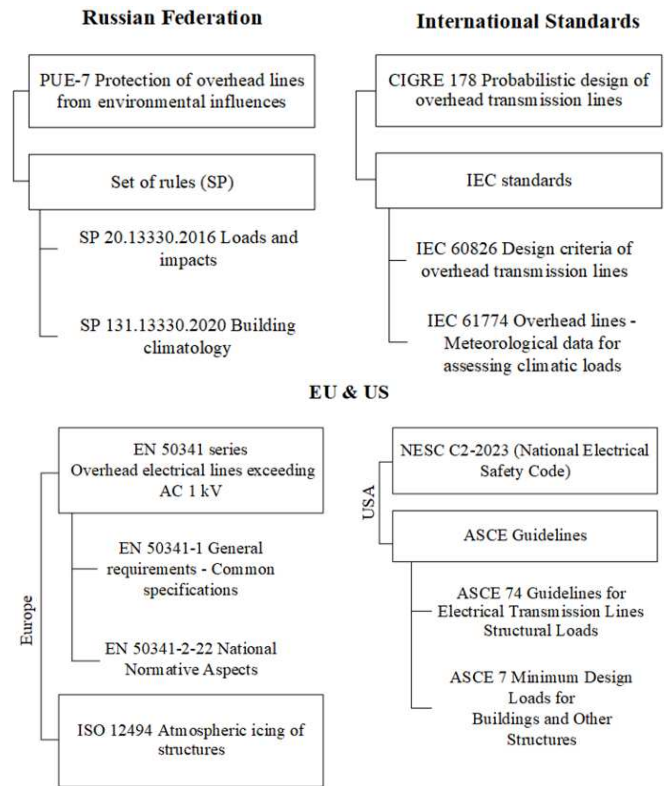 Russian Federation
PUE-7 Protection of overhead lines
from environmental influences
Set of rules (SP)
SP 20.13330.2016 Loads and
impacts
SP 131.13330.2020 Building
climatology
International Standards
CIGRE 178 Probabilistic design of
overhead transmission lines
IEC standards
IEC 60826 Design criteria of
overhead transmission lines
IEC 61774 Overhead lines -
Meteorological data for
assessing climatic loads
EU & US
Europe
EN 50341 series
Overhead electrical lines exceeding
AC 1 kV
EN 50341-1 General
requirements - Common
specifications
EN 50341-2-22 National
Normative Aspects
ISO 12494 Atmospheric icing of
structures
USA
NESC C2-2023 (National Electrical
Safety Code)
ASCE Guidelines
ASCE 74 Guidelines for
Electrical Transmission Lines
Structural Loads
ASCE 7 Minimum Design
Loads for
Buildings and Other
Structures